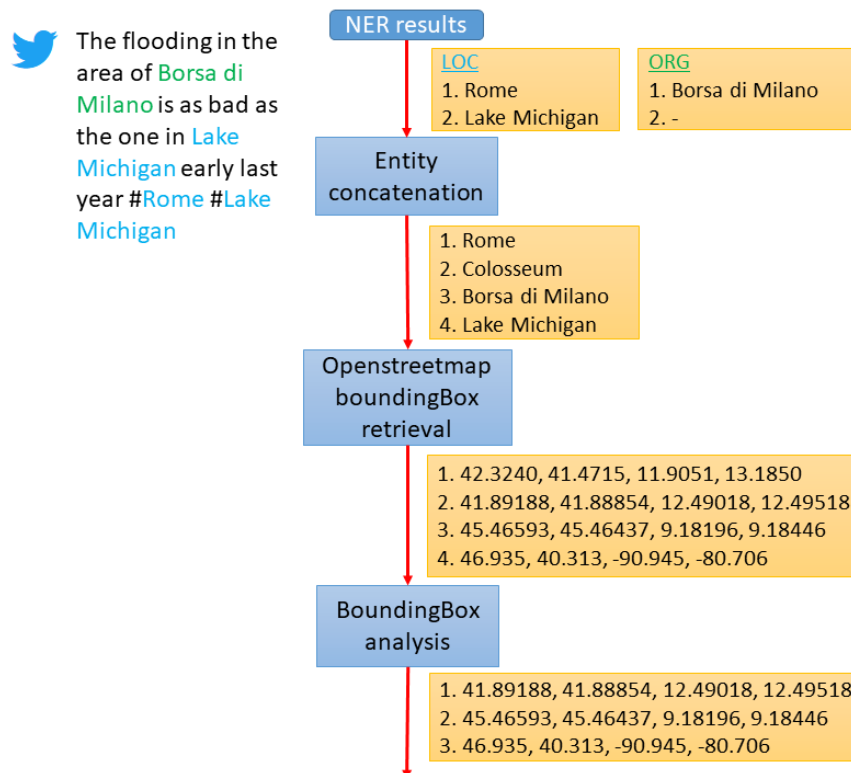 NER results
The flooding in the
area of Borsa di
Milano is as bad as
the one in Lake
Michigan early last
year #Rome #Lake
Michigan
LOC
1. Rome
2. Lake Michigan
ORG
1. Borsa di Milano
2. -
Entity
concatenation
1. Rome
2. Colosseum
3. Borsa di Milano
4. Lake Michigan
Openstreetmap
boundingBox
retrieval
1. 42.3240, 41.4715, 11.9051, 13.1850
2. 41.89188, 41.88854, 12.49018, 12.49518
3. 45.46593, 45.46437, 9.18196, 9.18446
4. 46.935, 40.313, -90.945, -80.706
BoundingBox
analysis
1. 41.89188, 41.88854, 12.49018, 12.49518
2. 45.46593, 45.46437, 9.18196, 9.18446
3. 46.935, 40.313, -90.945, -80.706